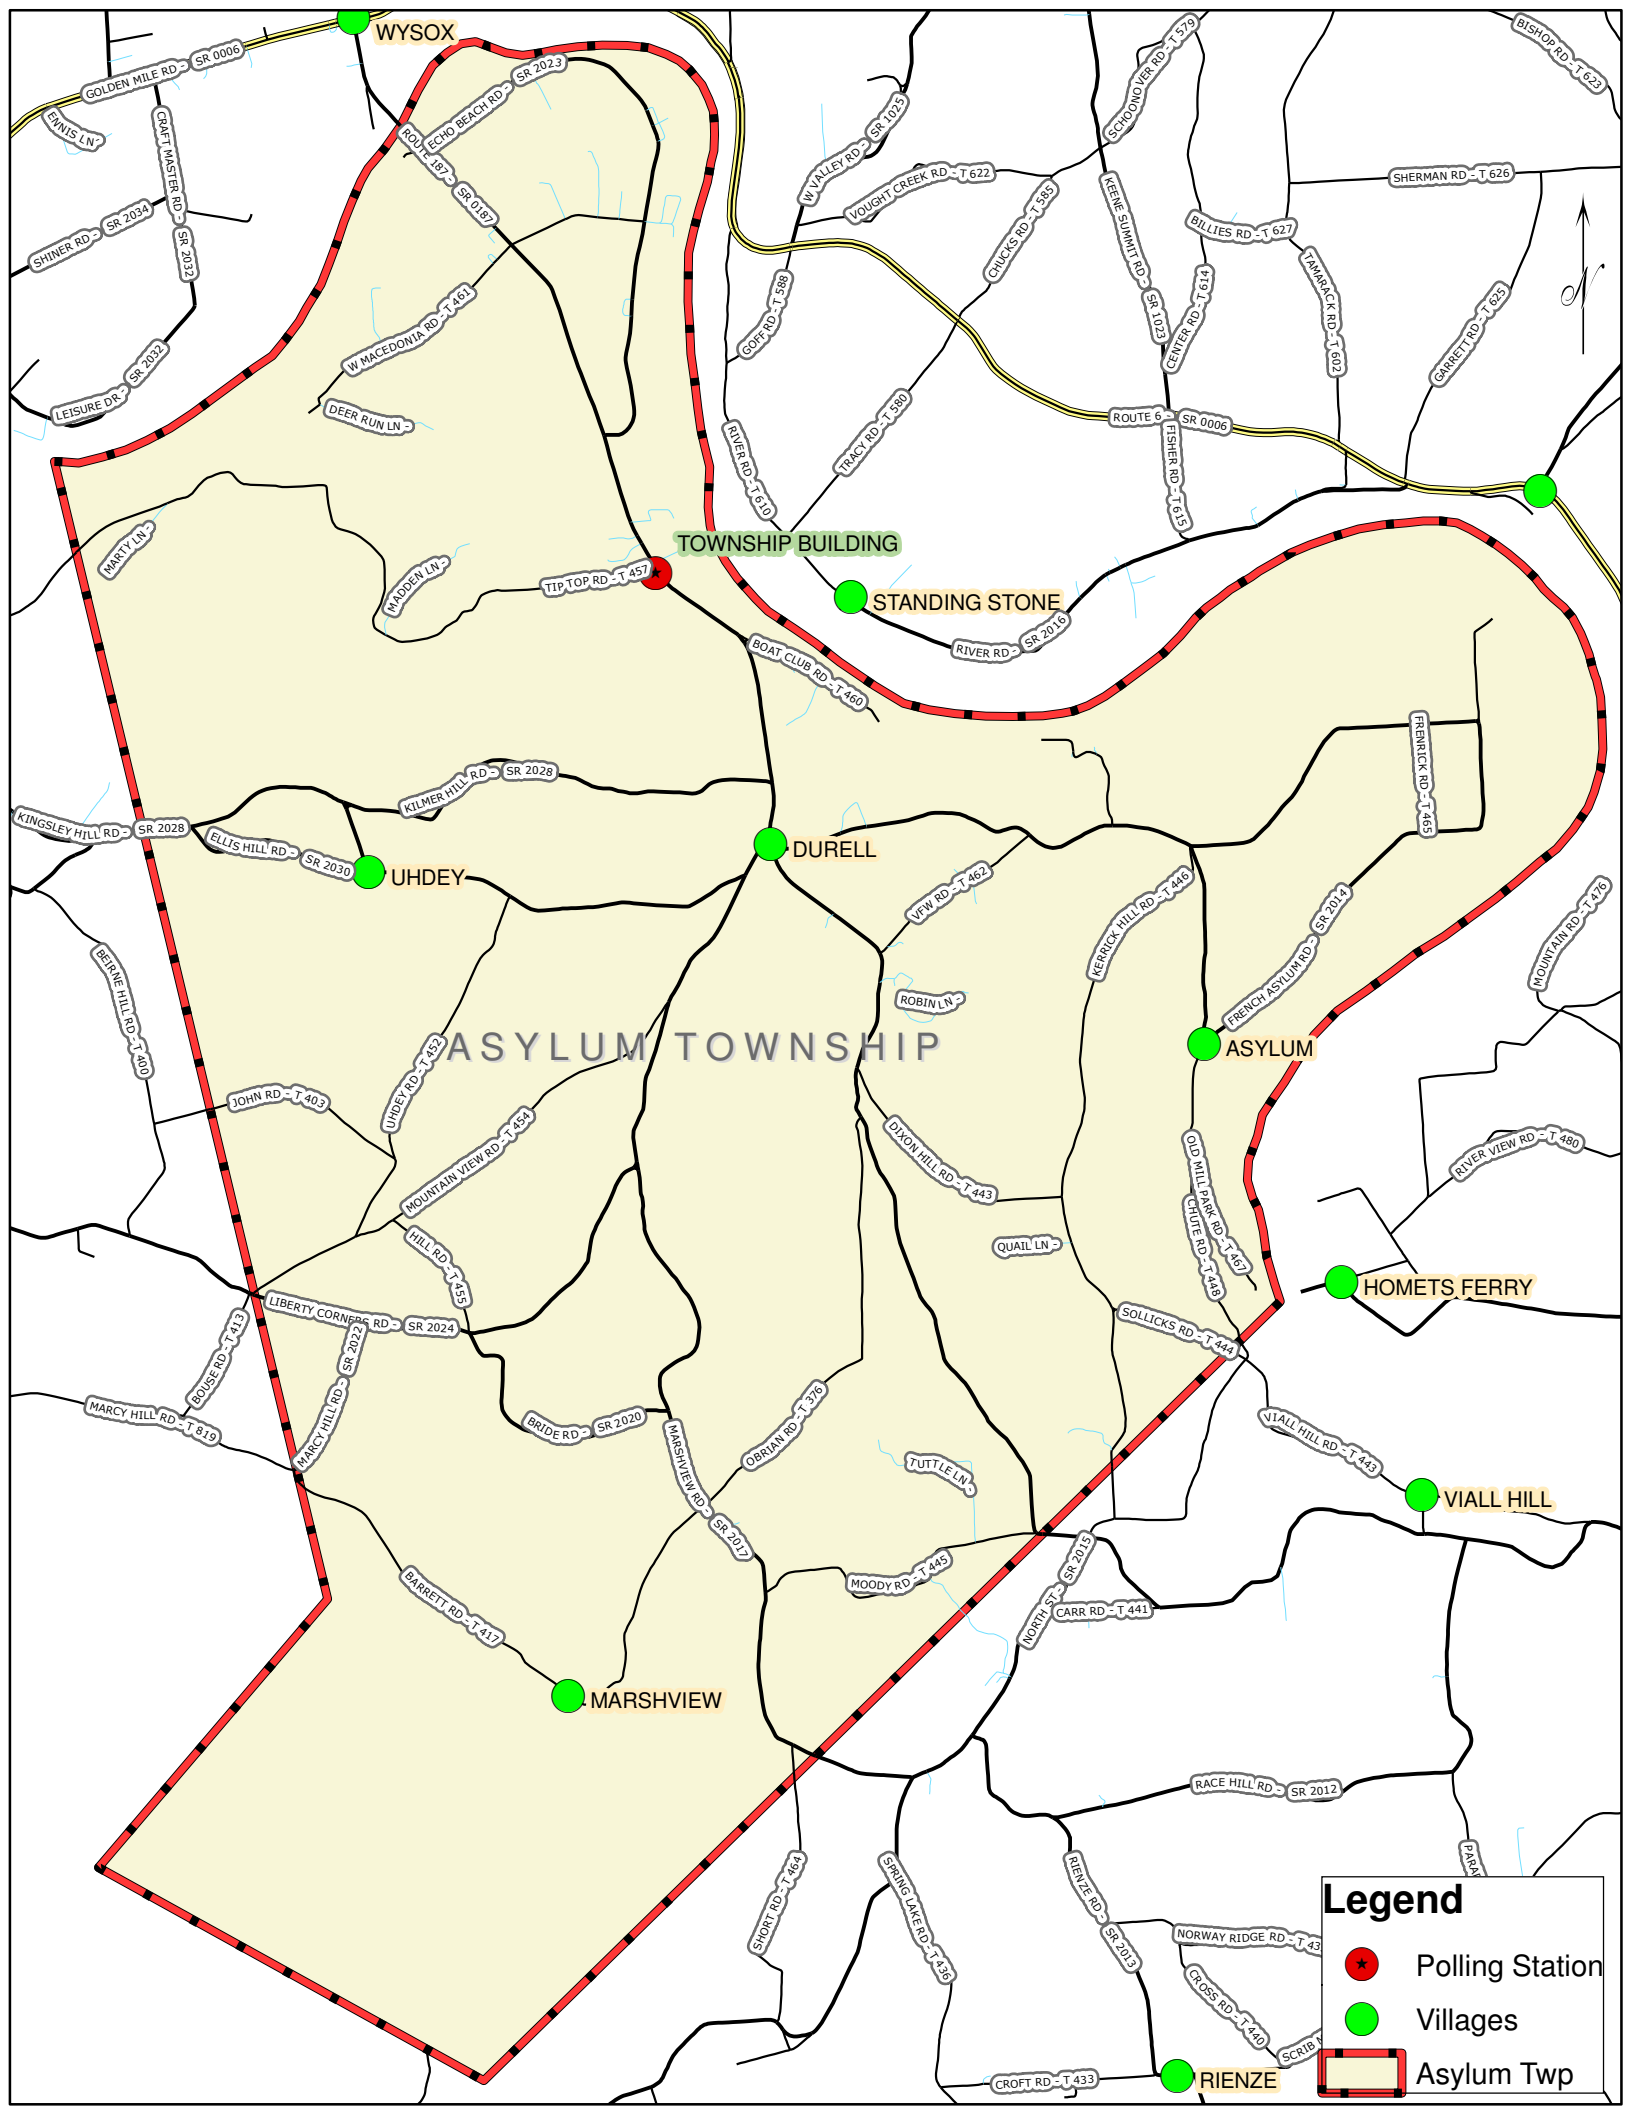 WYSOX
GOLDEN MILE RD - SR 0006
ENNIS LN -
CRAFT MASTER RD - SR 2032
SHINER RD - SR 2034
LEISURE DR - SR 2032
ECHO BEACH RD - SR 2023
ROUTE 187 - SR 0187
W MACEDONIA RD - T 461
DEER RUN LN -
W VALLEY RD - SR 1025
VOUGHT CREEK RD - T 622
SCHOONOVER RD - T 579
BISHOP RD - T 623
SHERMAN RD - T 626
KEENE SUMMIT RD - SR 1023
BILLIES RD - T 627
CHUCKS RD - T 585
GOFF RD - T 588
CENTER RD - T 614
TAMARACK RD - T 602
GARRETT RD - T 625
N
TRACY RD - T 580
ROUTE 6 - SR 0006
RIVER RD - T 610
FISHER RD - T 615
MARTY LN -
MADDEN LN -
TIP TOP RD - T 457
TOWNSHIP BUILDING
STANDING STONE
RIVER RD - SR 2016
BOAT CLUB RD - T 460
KILMER HILL RD - SR 2028
KINGSLEY HILL RD - SR 2028
ELLIS HILL RD - SR 2030
UHDEY
DURELL
FRENRICK RD - T 465
VFW RD - T 462
KERRICK HILL RD - T 446
FRENCH ASYLUM RD - SR 2014
MOUNTAIN RD - T 476
BEIRNE HILL RD - T 400
ROBIN LN -
ASYLUM TOWNSHIP
ASYLUM
UHDEY RD - T 452
JOHN RD - T 403
MOUNTAIN VIEW RD - T 454
DIXON HILL RD - T 443
OLD MILL PARK RD - T 467
CHUTE RD - T 448
RIVER VIEW RD - T 480
HILL RD - T 455
QUAIL LN -
HOMETS FERRY
LIBERTY CORNERS RD - SR 2024
BOUSE RD - T 413
MARCY HILL RD - SR 2022
MARCY HILL RD - T 819
SOLLICKS RD - T 444
BRIDE RD - SR 2020
OBRIAN RD - T 376
MARSHVIEW RD - SR 2017
TUTTLE LN -
VIALL HILL RD - T 443
VIALL HILL
BARRETT RD - T 417
MOODY RD - T 445
NORTH ST - SR 2015
CARR RD - T 441
MARSHVIEW
RACE HILL RD - SR 2012
SHORT RD - T 464
SPRING LAKE RD - T 436
RIENZE RD - SR 2013
NORWAY RIDGE RD - T 43
CROSS RD - T 440
CROFT RD - T 433
RIENZE
Legend
Polling Station
Villages
Asylum Twp